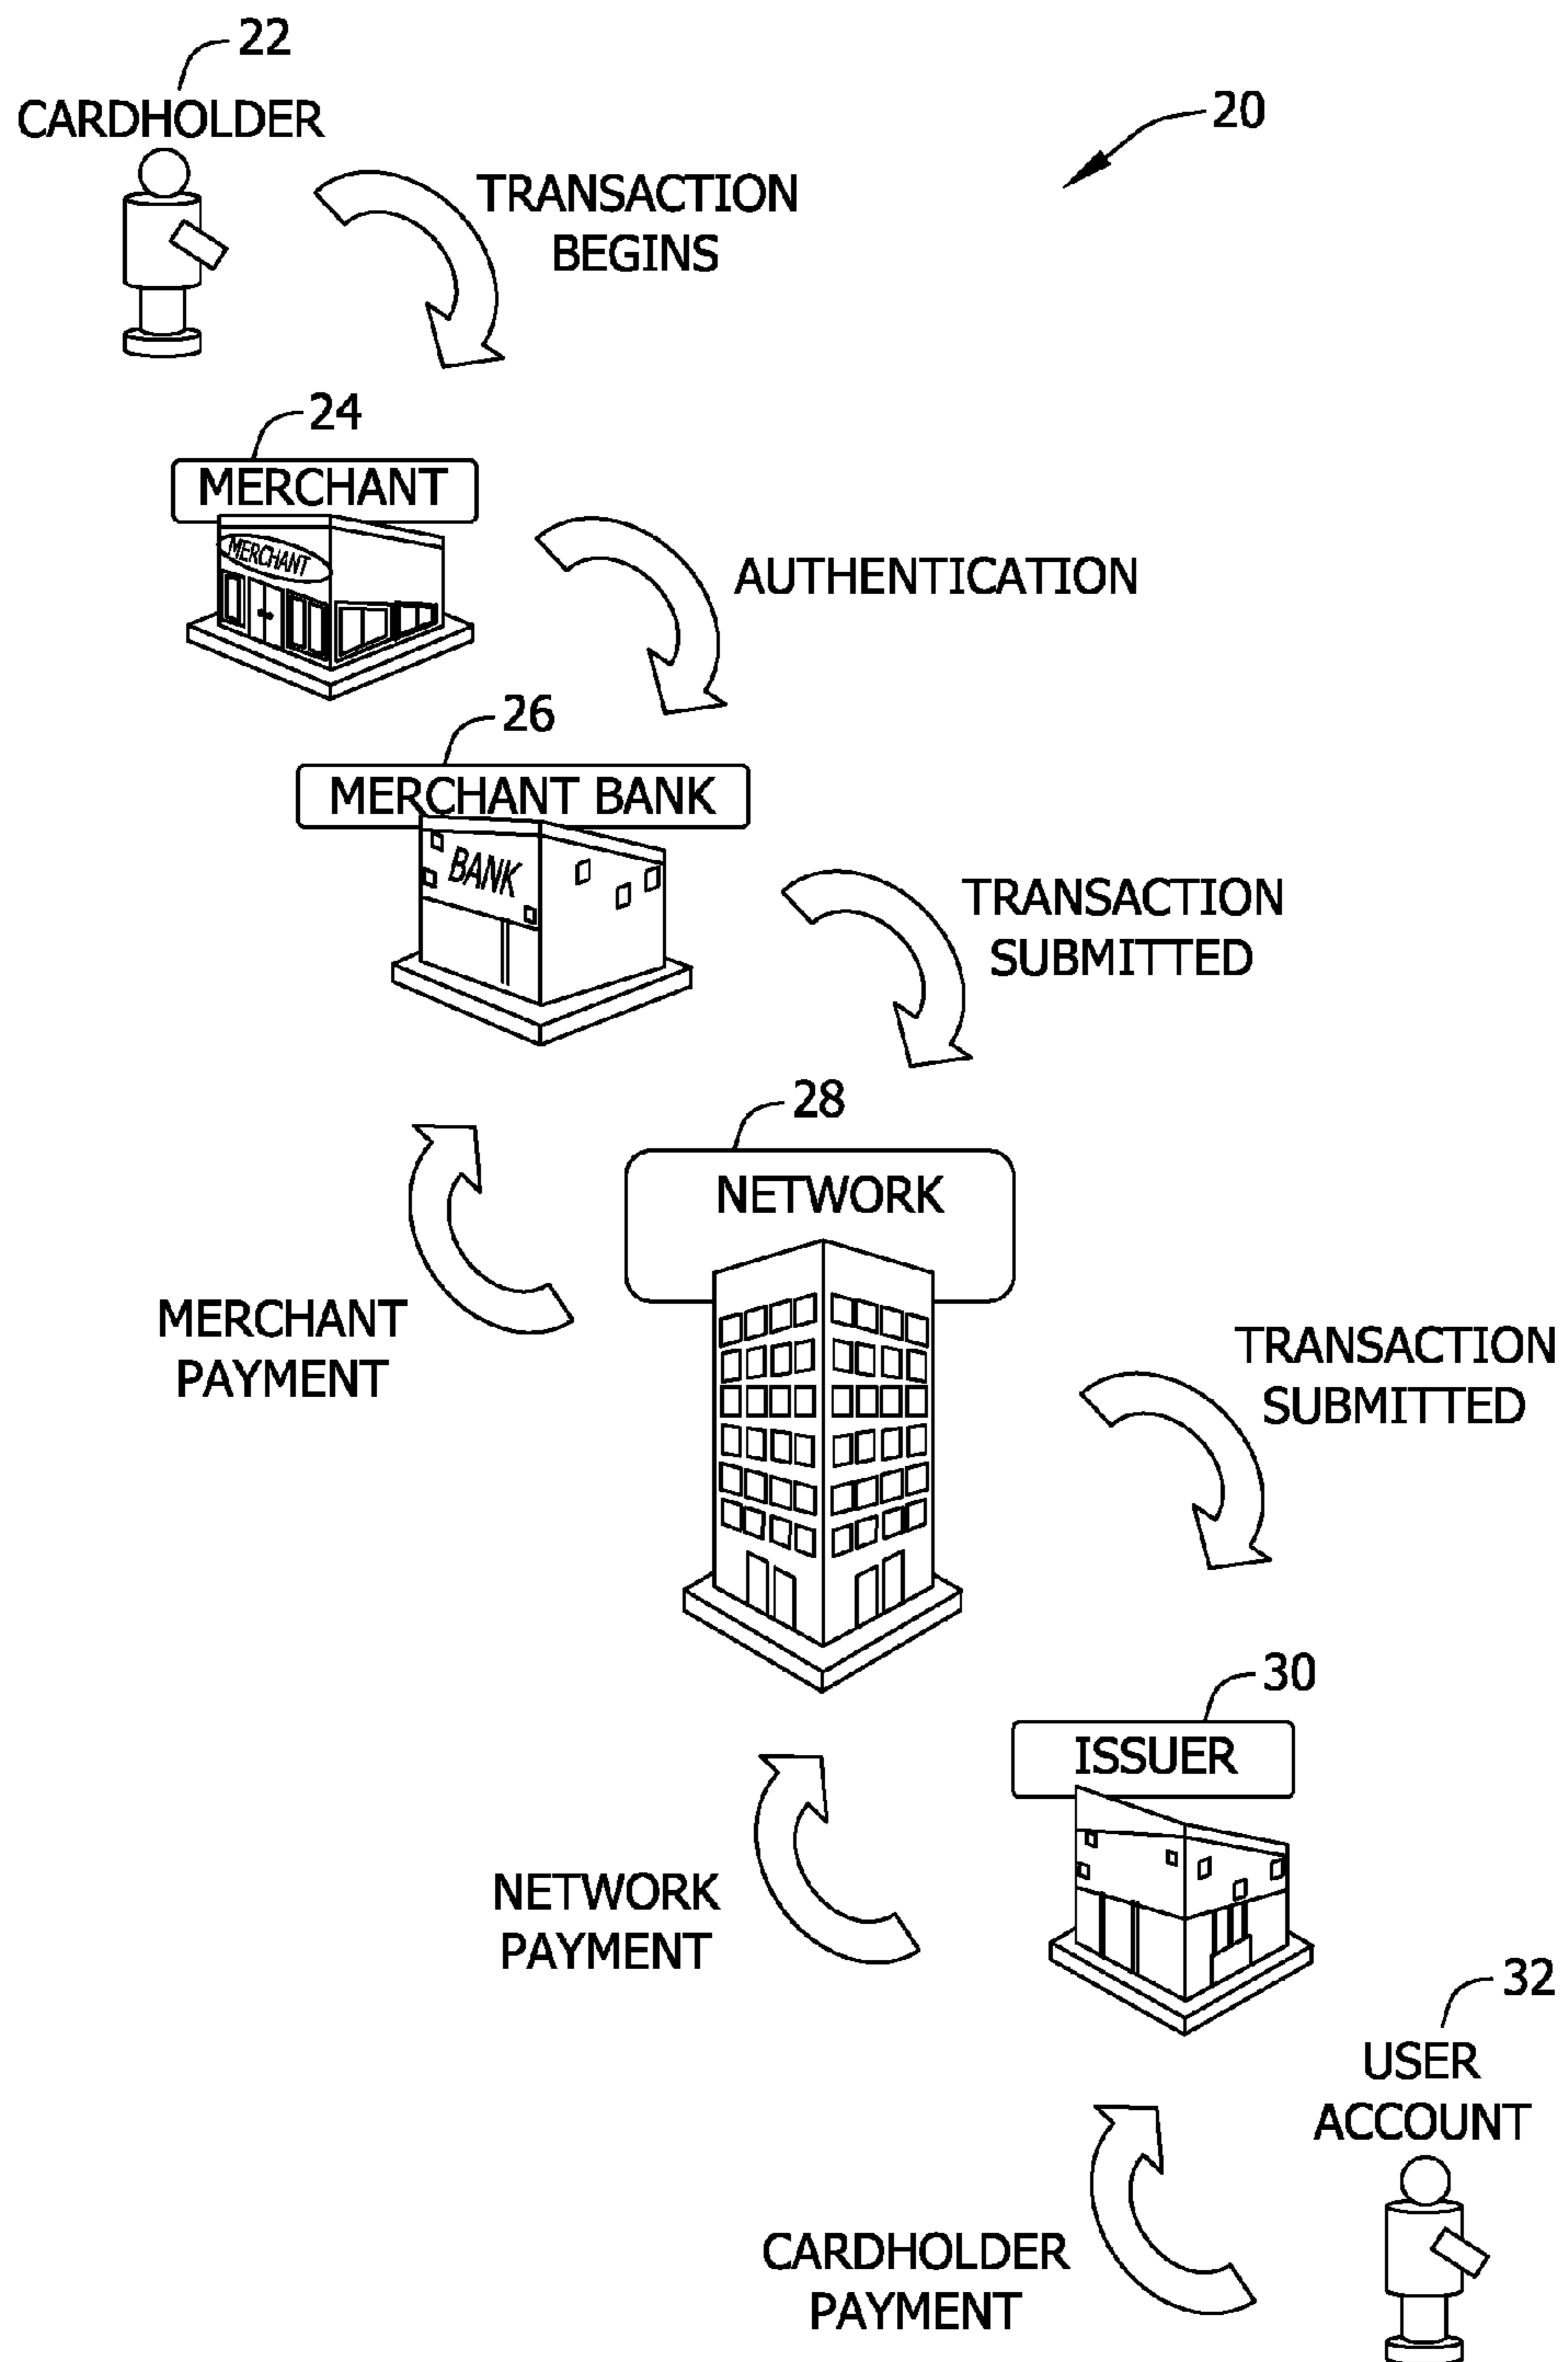 22
CARDHOLDER
20
TRANSACTION
BEGINS
24
MERCHANT
MERCHANT
AUTHENTICATION
26
MERCHANT BANK
BANK
TRANSACTION
SUBMITTED
28
NETWORK
MERCHANT
PAYMENT
TRANSACTION
SUBMITTED
30
ISSUER
NETWORK
PAYMENT
32
USER
ACCOUNT
CARDHOLDER
PAYMENT